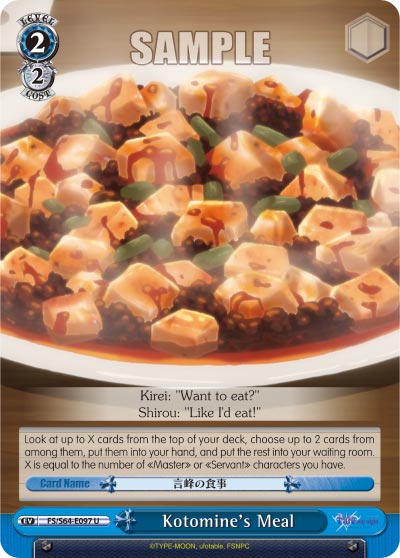 LEVEL
2
2
COST
SAMPLE
Kirei: "Want to eat?"
Shirou: "Like I'd eat!"
Look at up to X cards from the top of your deck, choose up to 2 cards from
among them, put them into your hand, and put the rest into your waiting room.
X is equal to the number of «Master» or «Servant» characters you have.
Card Name
言峰の食事
EV
FS/S64-E097 U
Kotomine's Meal
©TYPE-MOON, ufotable, FSNPC